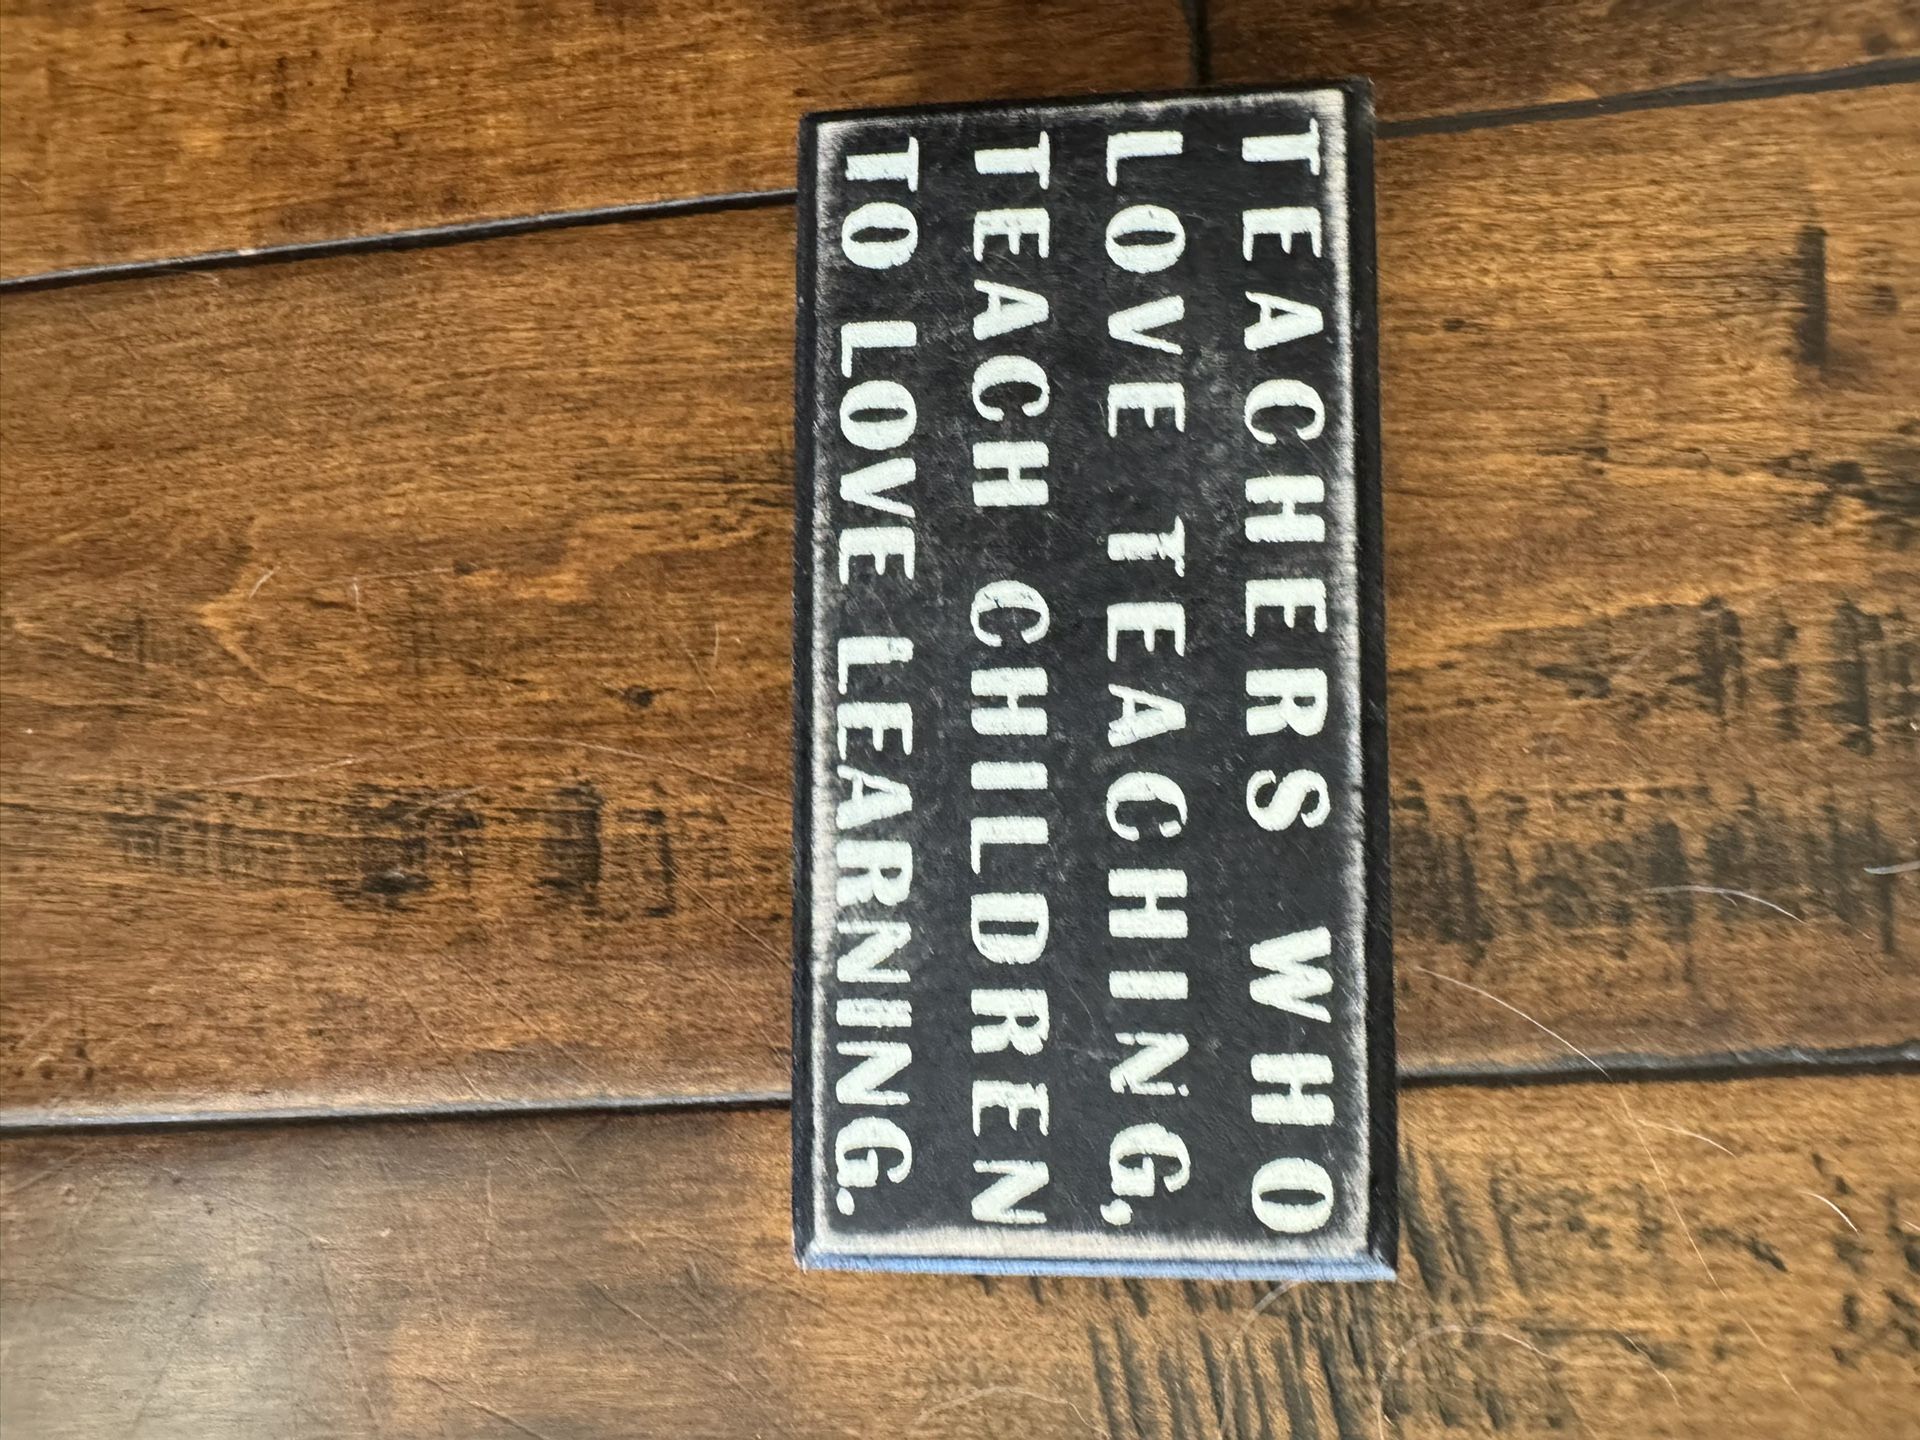 TEACHERS WHO
LOVE TEACHING,
TEACH CHILDREN
TO LOVE LEARNING.